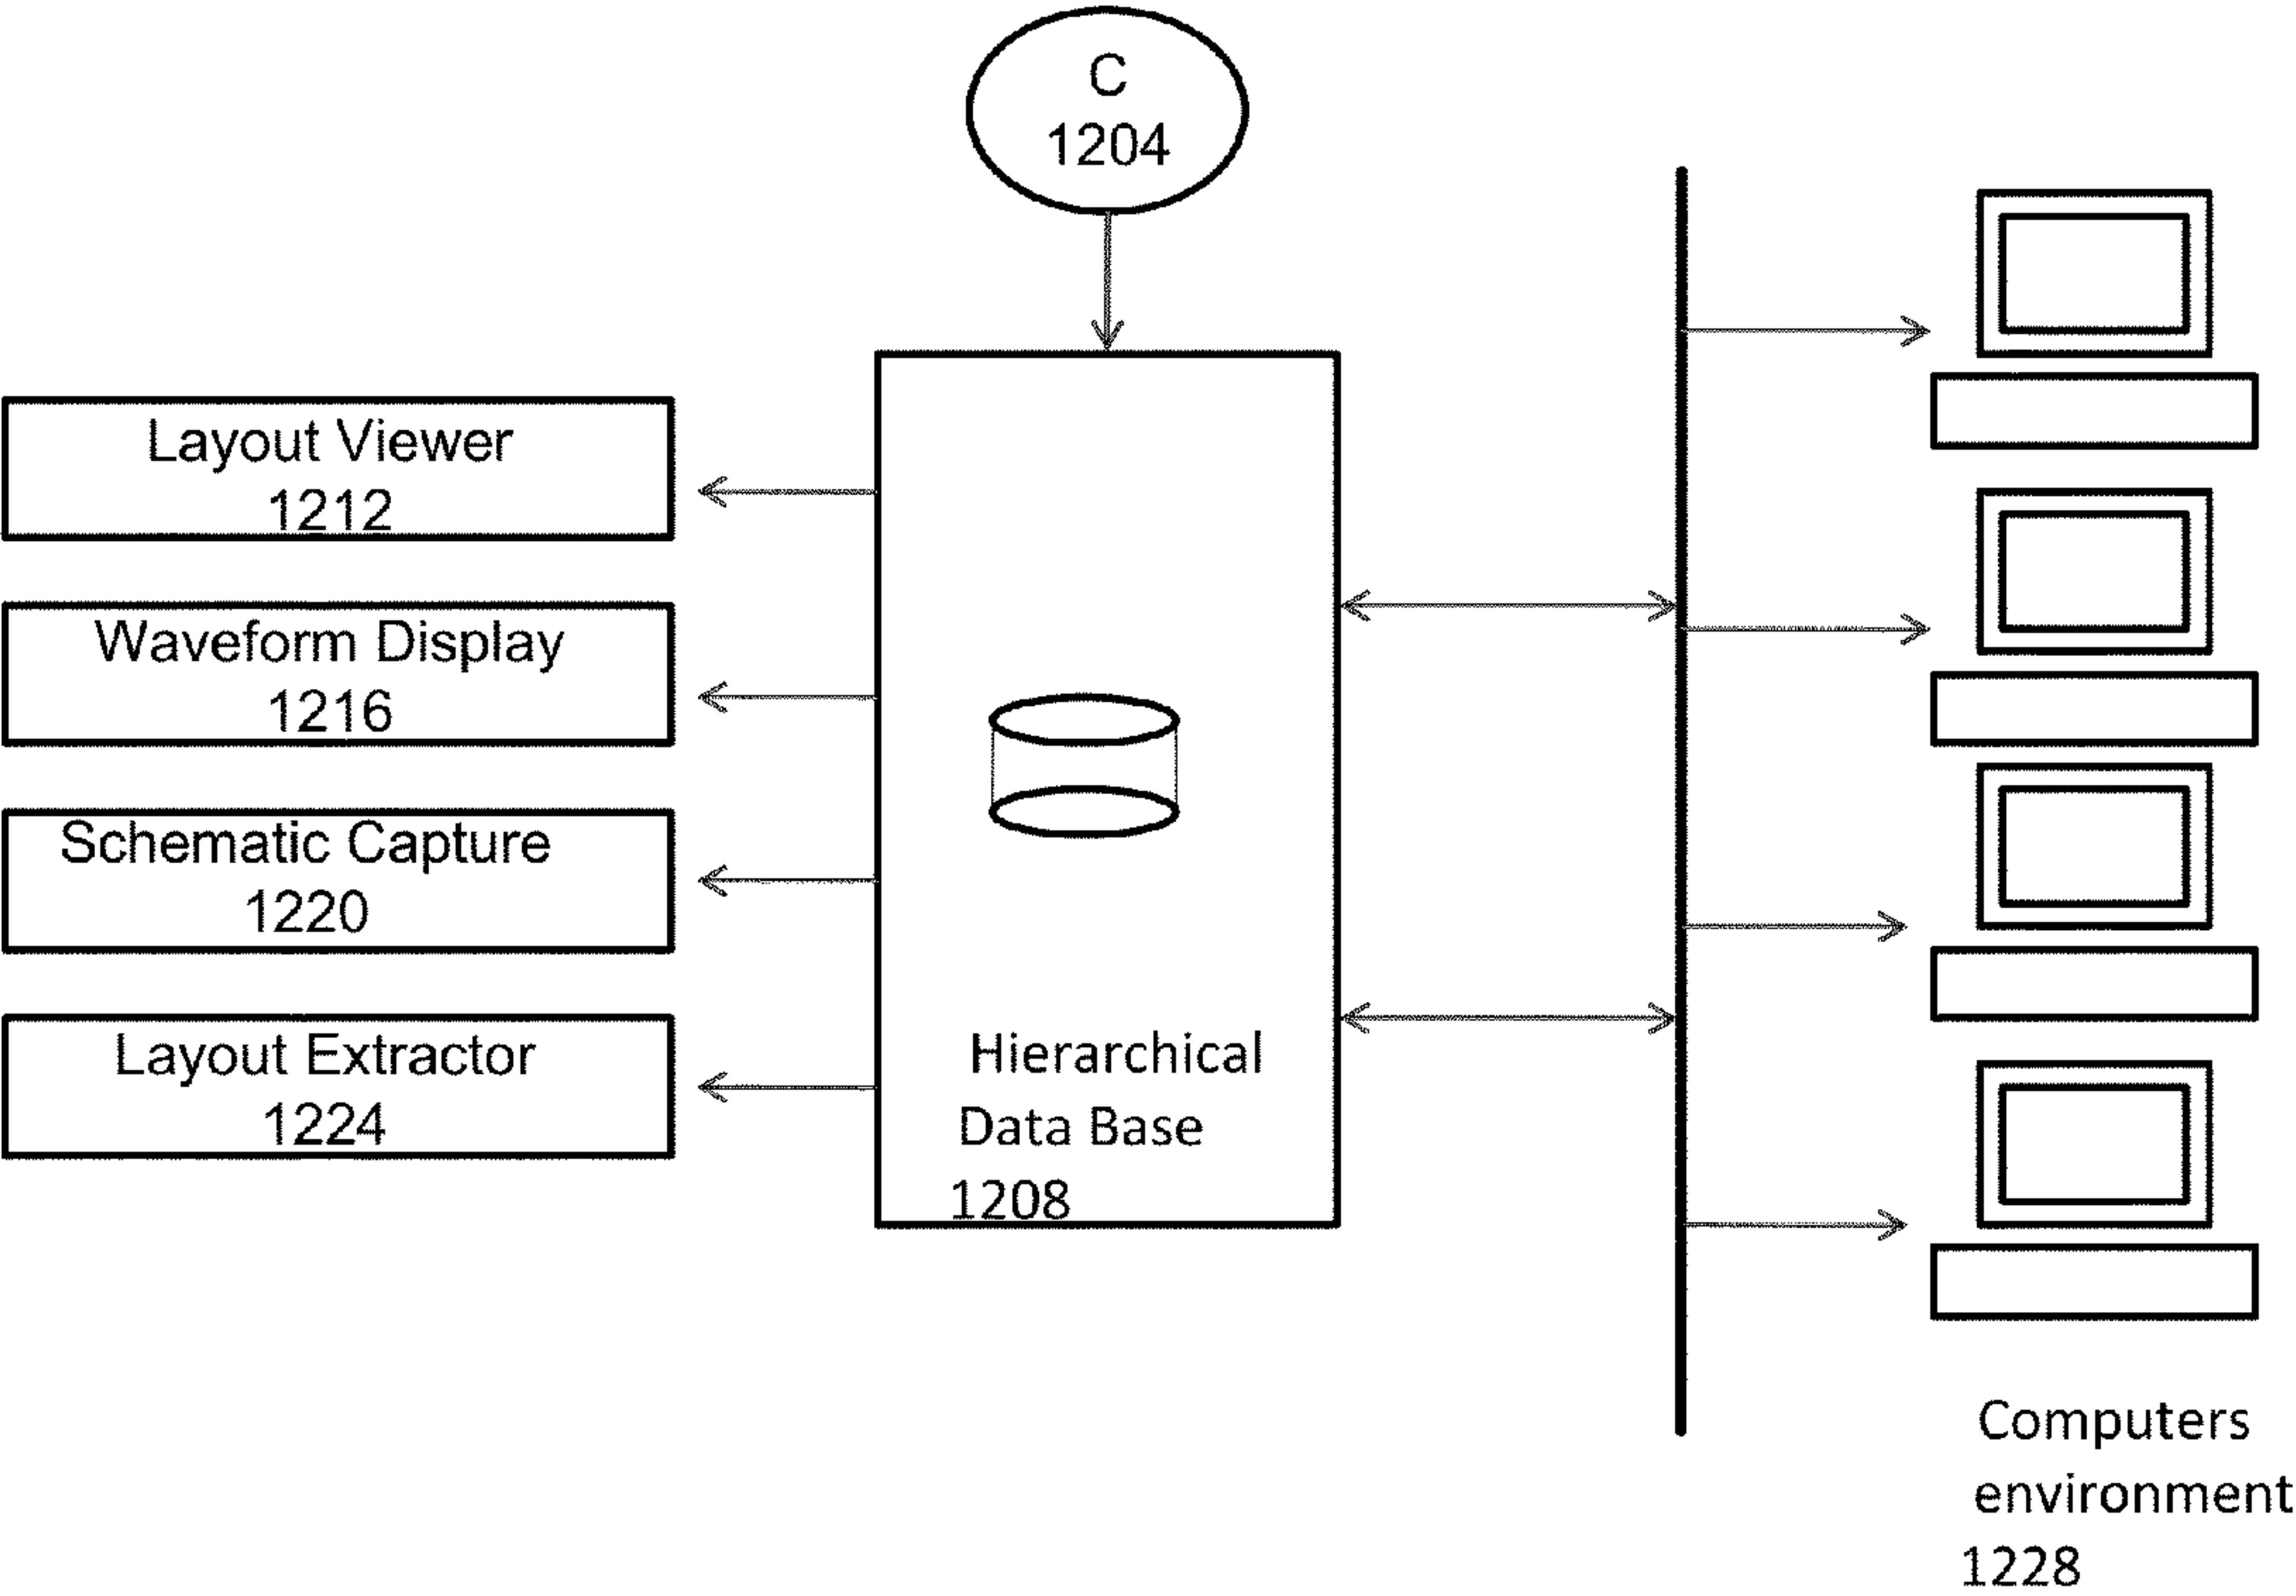 C
1204
Layout Viewer
1212
Waveform Display
1216
Schematic Capture
1220
Layout Extractor
1224
Hierarchical
Data Base
1208
Computers
environment
1228